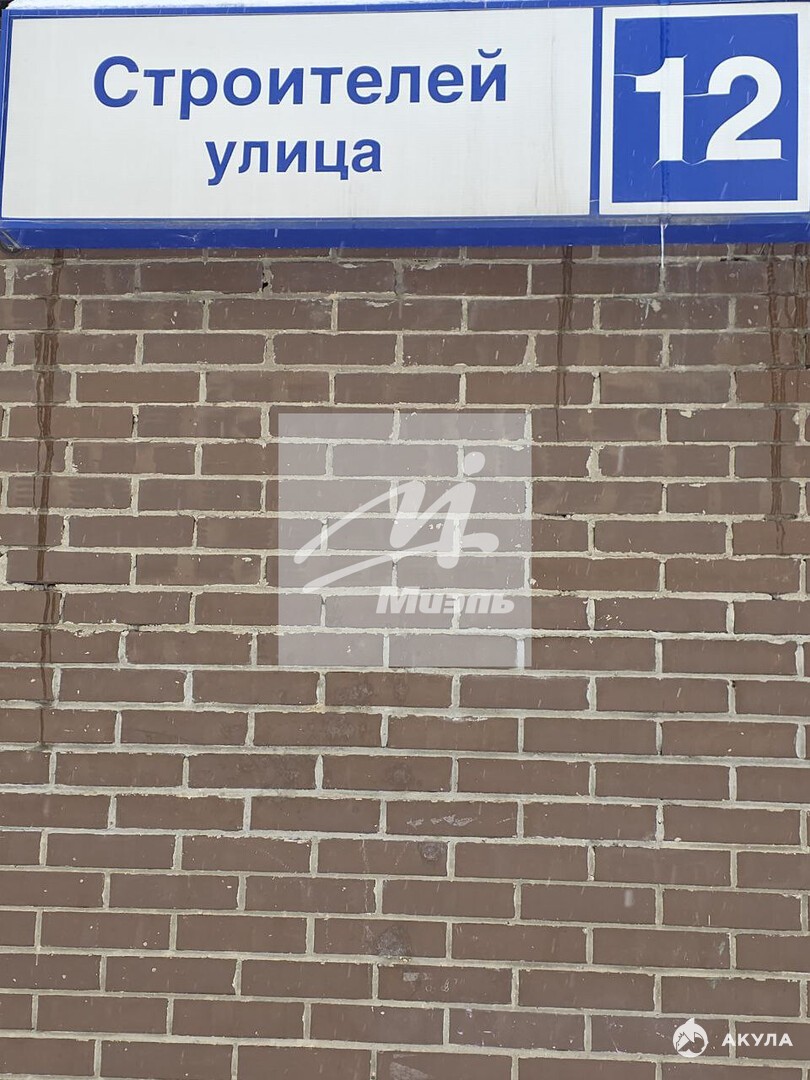 Строителей
улица
12
Миэль
АКУЛА